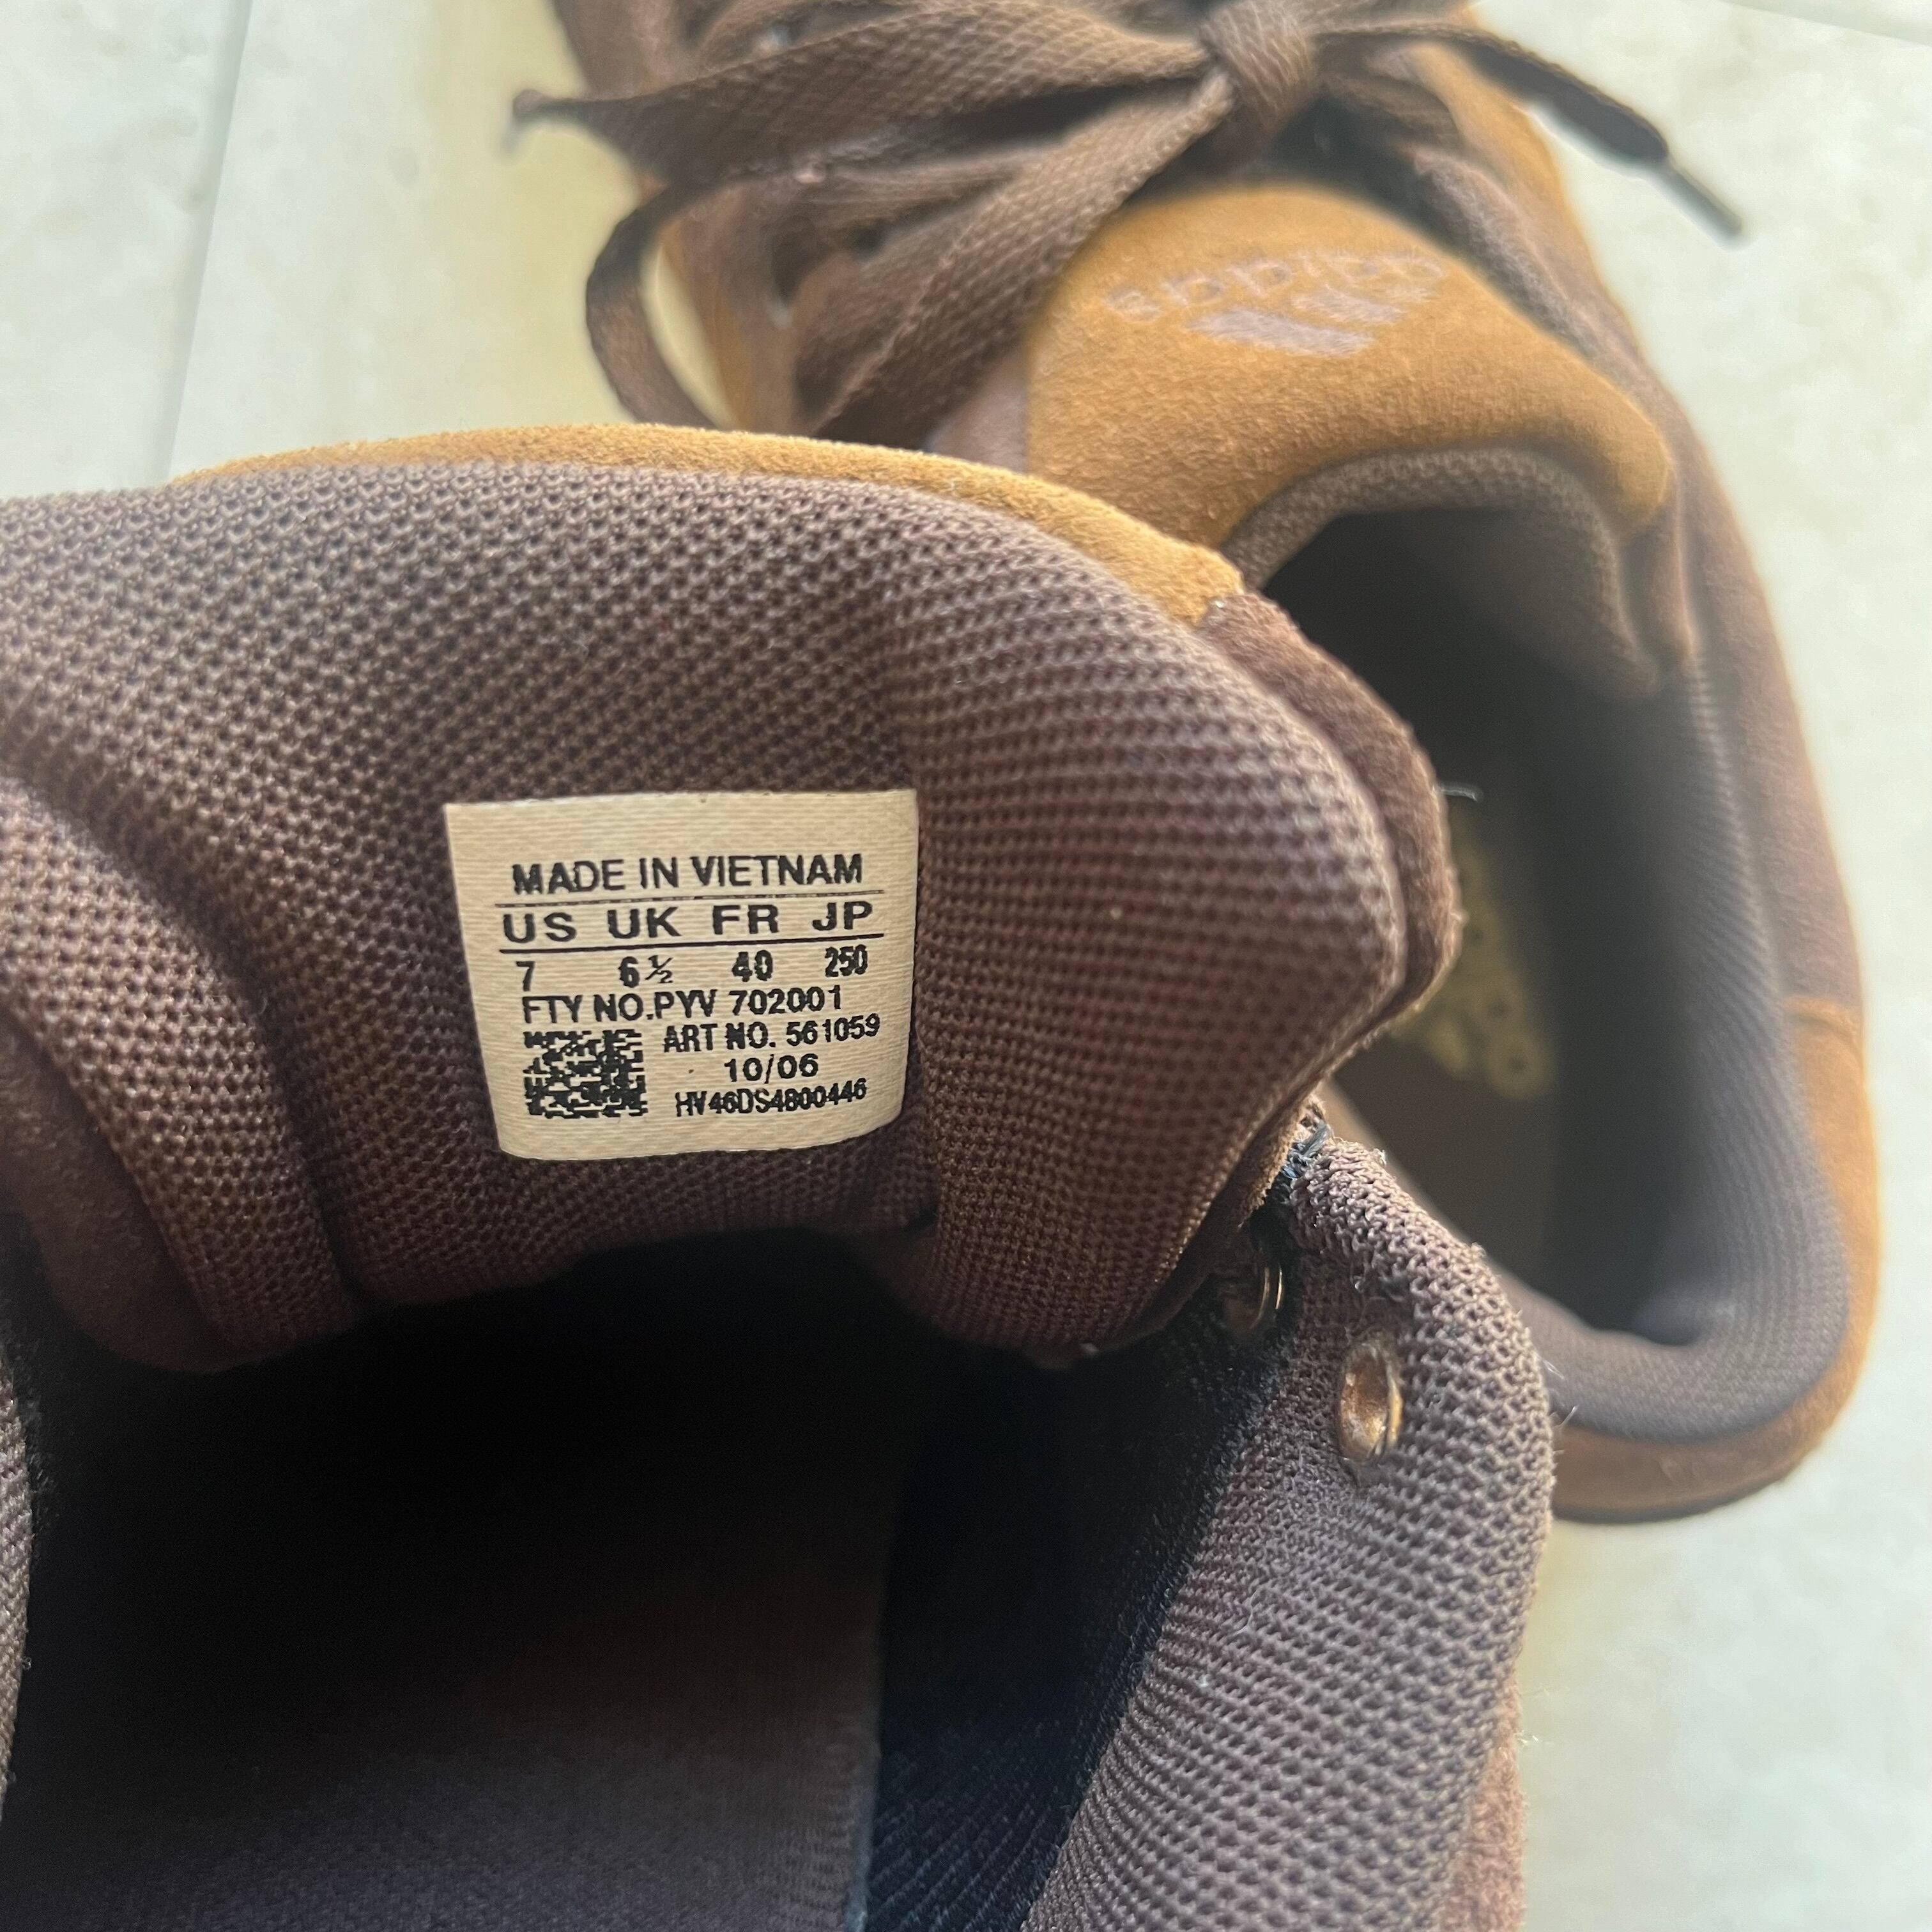 adidas
MADE IN VIETNAM
US UK FR JP
7 6½ 40 250
FTY NO.PYV 702001
ART NO. 561059
10/06
HV46DS4800446